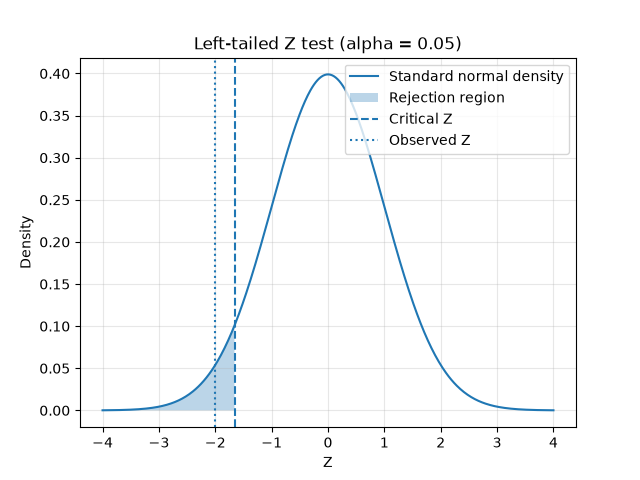 Left-tailed Z test (alpha = 0.05)
Standard normal density
Rejection region
Critical Z
Observed Z
Density
0.40
0.35
0.30
0.25
0.20
0.15
0.10
0.05
0.00
−4 −3 −2 −1 0 1 2 3 4
Z